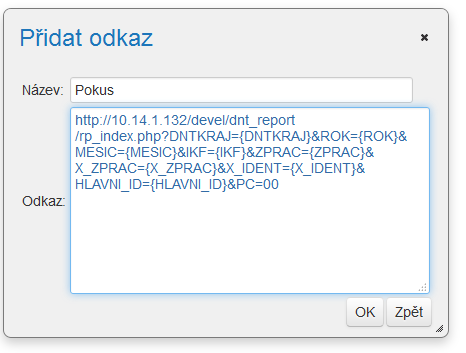 Přidat odkaz
Název: Pokus
http://10.14.1.132/devel/dnt_report
/rp_index.php?DNTKRAJ={DNTKRAJ}&ROK={ROK}&
MESIC={MESIC}&IKF={IKF}&ZPRAC={ZPRAC}&
X_ZPRAC={X_ZPRAC}&X_IDENT={X_IDENT}&
HLAVNI_ID={HLAVNI_ID}&PC=00
Odkaz:
OK Zpět